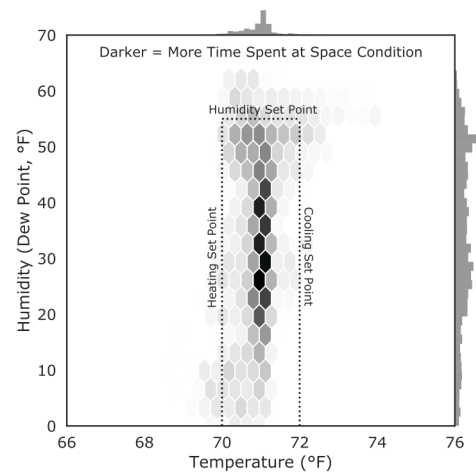 Darker = More Time Spent at Space Condition
70
60
50
40
30
20
10
0
Humidity (Dew Point, °F)
Humidity Set Point
Heating Set Point
Cooling Set Point
66
68
70
72
74
76
Temperature (°F)